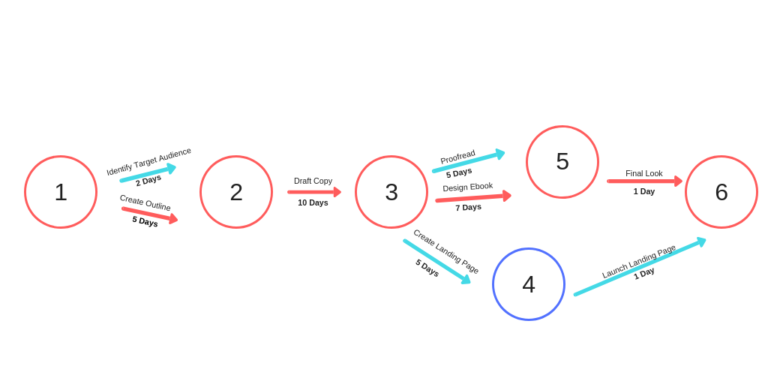 1
Identify Target Audience
2 Days
Create Outline
5 Days
2
Draft Copy
10 Days
3
Proofread
5 Days
Design Ebook
7 Days
Create Landing Page
5 Days
5
4
Final Look
1 Day
Launch Landing Page
1 Day
6